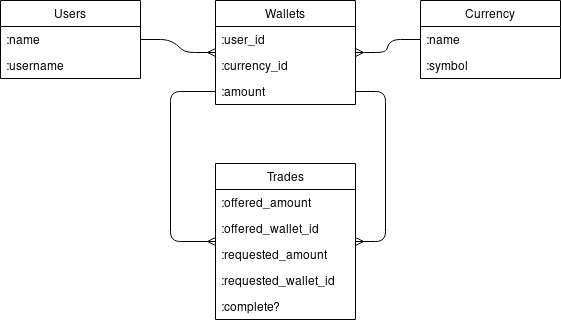 Users
:name
:username
Wallets
:user_id
:currency_id
:amount
Currency
:name
:symbol
Trades
:offered_amount
:offered_wallet_id
:requested_amount
:requested_wallet_id
:complete?